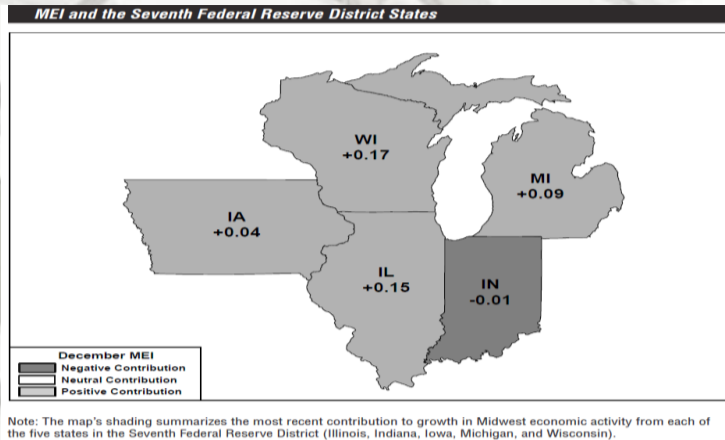 MEI and the Seventh Federal Reserve District States
WI
+0.17
MI
+0.09
IA
+0.04
IL
+0.15
IN
-0.01
December MEI
Negative Contribution
Neutral Contribution
Positive Contribution
Note: The map's shading summarizes the most recent contribution to growth in Midwest economic activity from each of
the five states in the Seventh Federal Reserve District (Illinois, Indiana, Iowa, Michigan, and Wisconsin).